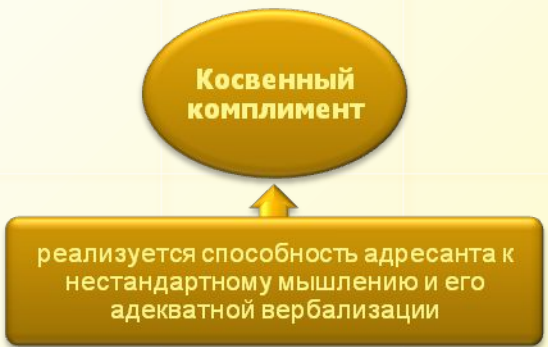 Косвенный
комплимент
реализуется способность адресанта к
нестандартному мышлению и его
адекватной вербализации